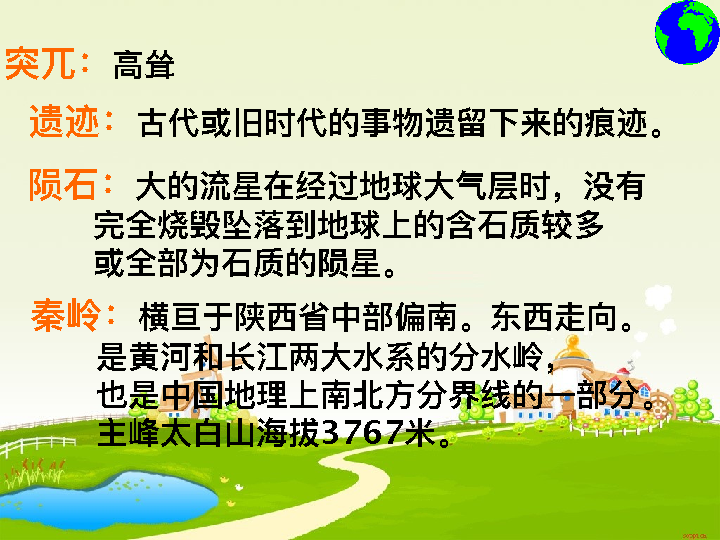 突兀：高耸
遗迹：古代或旧时代的事物遗留下来的痕迹。
陨石：大的流星在经过地球大气层时，没有
完全烧毁坠落到地球上的含石质较多
或全部为石质的陨星。
秦岭：横亘于陕西省中部偏南。东西走向。
是黄河和长江两大水系的分水岭，
也是中国地理上南北方分界线的一部分。
主峰太白山海拔3767米。